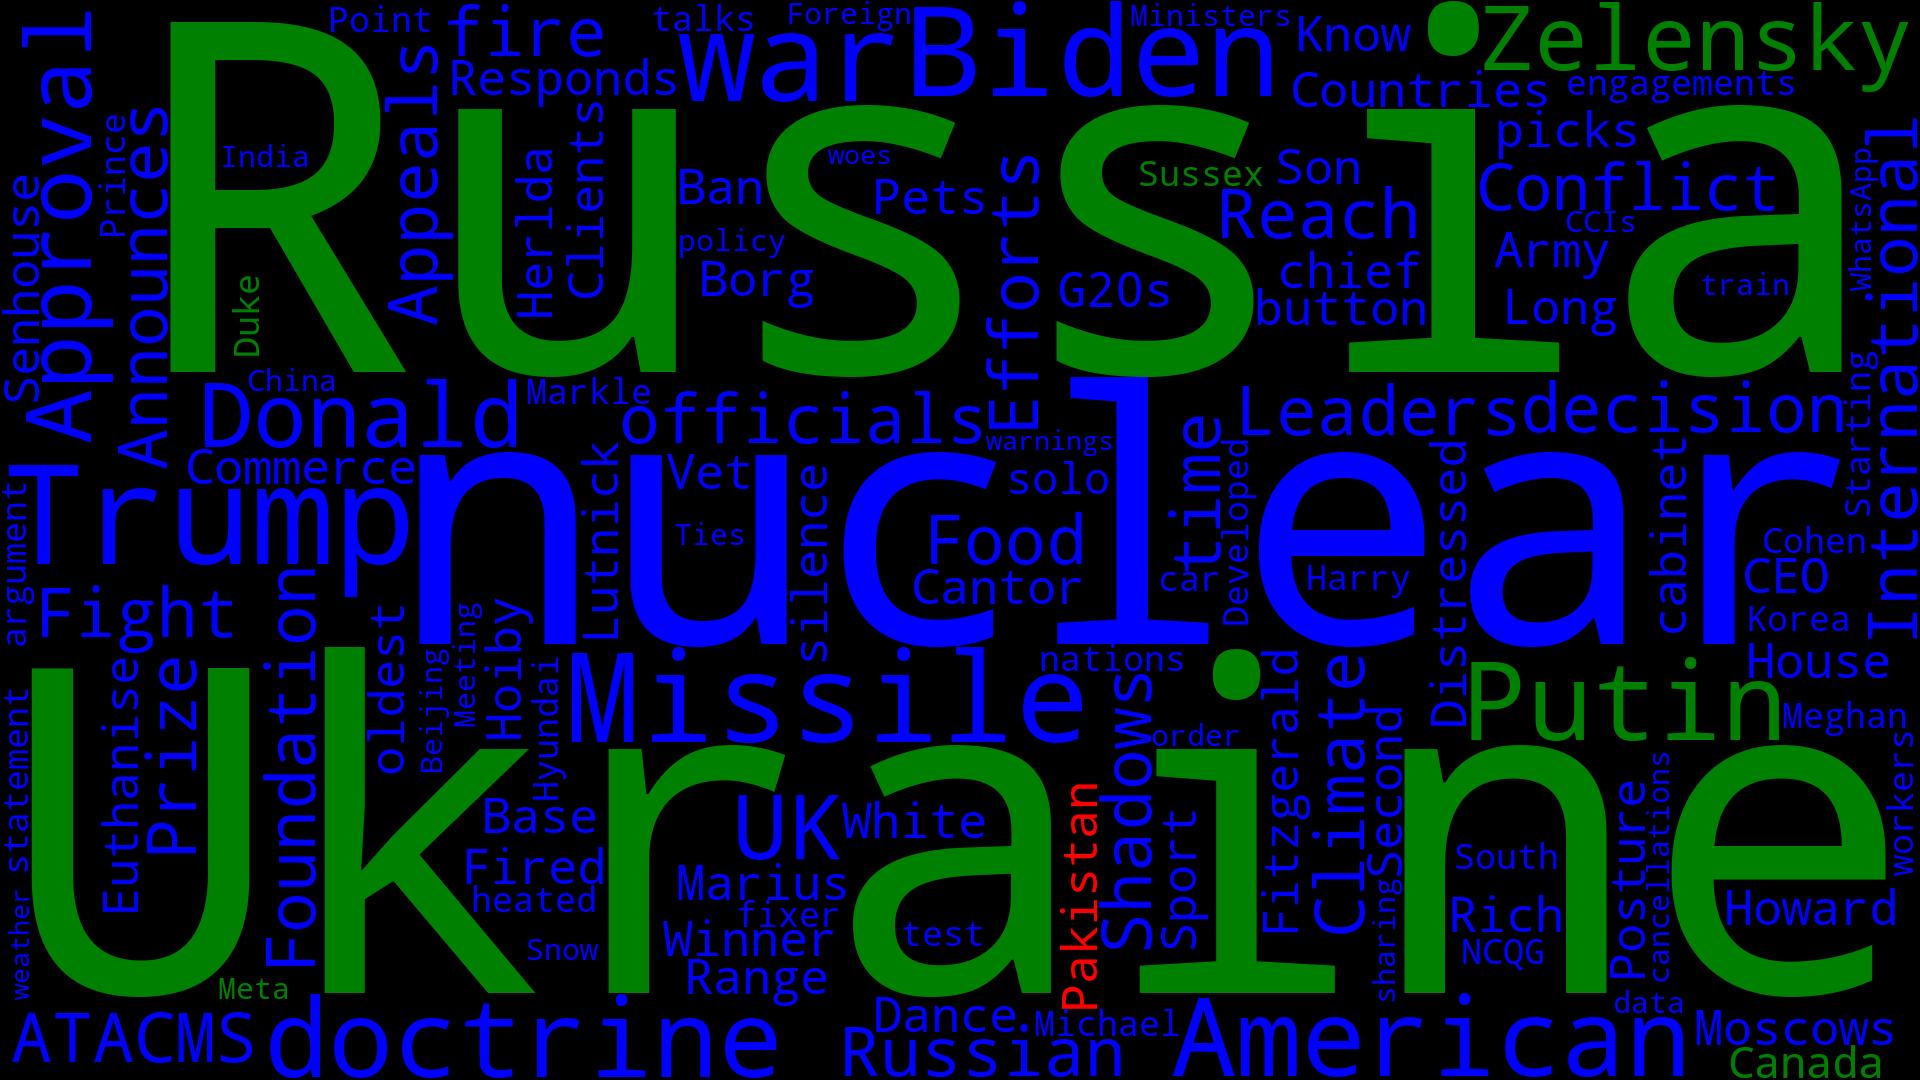 Point
fire
talks
Foreign
war
Biden
Ministers
Know
Zelensky
Approval
Responds
Appeals
Countries
engagements
Russia
Prince
Announces
Clients
picks
International
India
Herlda
Ban
woes
Pets
Efforts
Sussex
Son
Conflict
WhatsApp
Senhouse
Reach
CCIs
policy
Army
Borg
G20s
chief
train
Duke
button
Long
China
Donald
Markle
officials
Leaders
decision
Starting
warnings
Commerce
Trump
nuclear
Lutnick
Vet
silence
solo
time
Developed
Distressed
cabinet
argument
Ties
Food
Cohen
Cantor
car
Harry
CEO
Fight
Foundation
oldest
Meeting
Hoiby
Korea
Ukraine
Euthanised
Prize
Beijing
Hyundai
Missile
nations
Shadows
Fitzgerald
Climate
Putin
House
Meghan
statement
order
Second
Posture
cancellations
workers
Base
UK
White
Pakistan
Sport
Fired
South
Marius
heated
fixer
Rich
Howard
weather
Winner
test
sharing
NCQG
Snow
Range
Meta
data
ATACMS
doctrine
Dance.
Michael
Russian
American
Moscows
Canada